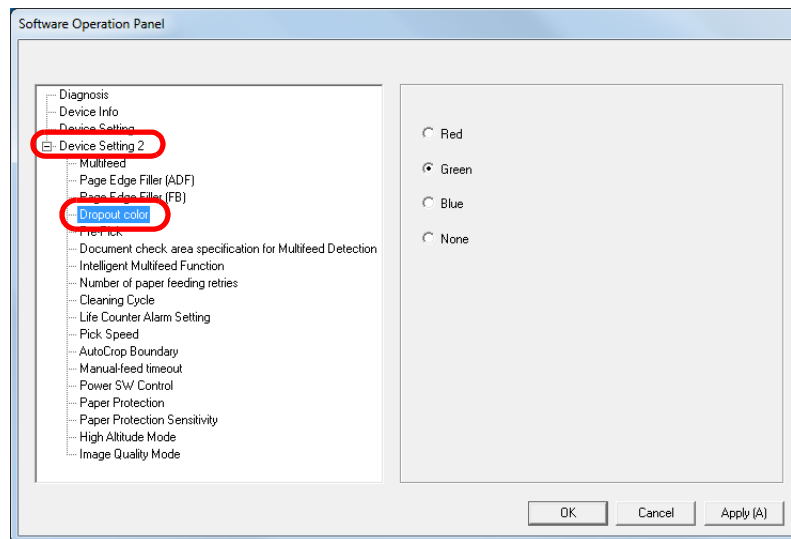 Software Operation Panel
Diagnosis
Device Info
Device Setting
Device Setting 2
Multifeed
Page Edge Filler (ADF)
Page Edge Filler (FB)
Dropout color
Pre-Pick
Document check area specification for Multifeed Detection
Intelligent Multifeed Function
Number of paper feeding retries
Cleaning Cycle
Life Counter Alarm Setting
Pick Speed
AutoCrop Boundary
Manual-feed timeout
Power SW Control
Paper Protection
Paper Protection Sensitivity
High Altitude Mode
Image Quality Mode
Red
Green
Blue
None
OK Cancel Apply (A)